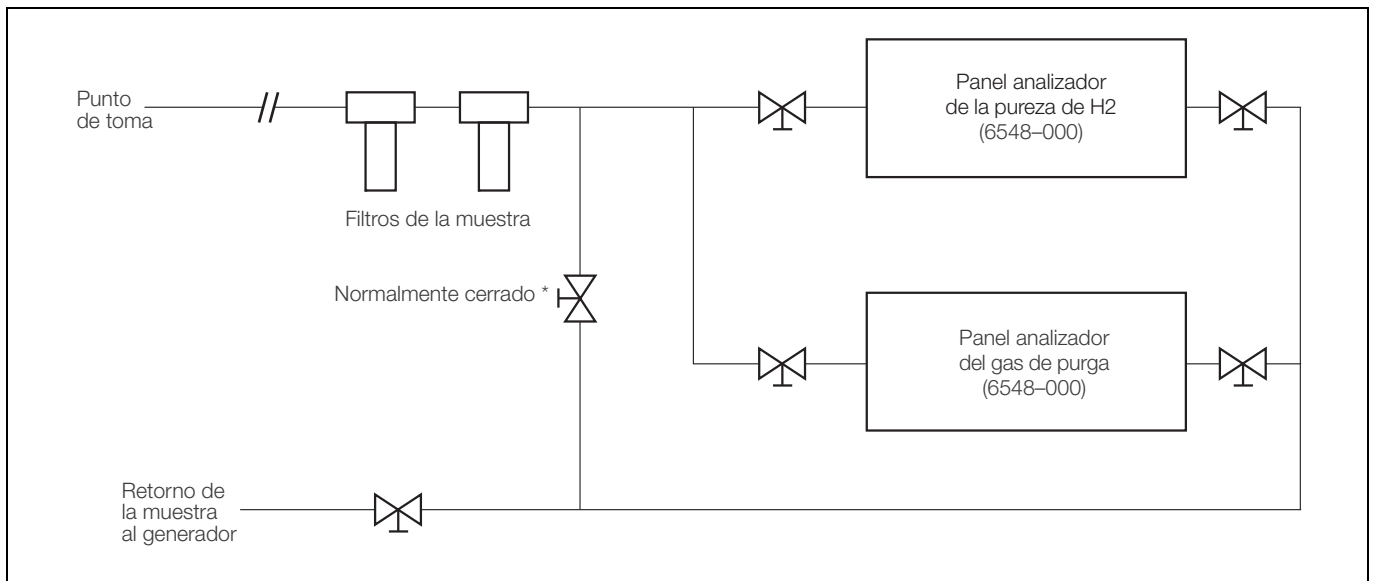 Punto
de toma
Filtros de la muestra
Normalmente cerrado *
Panel analizador
de la pureza de H2
(6548–000)
Panel analizador
del gas de purga
(6548–000)
Retorno de
la muestra
al generador